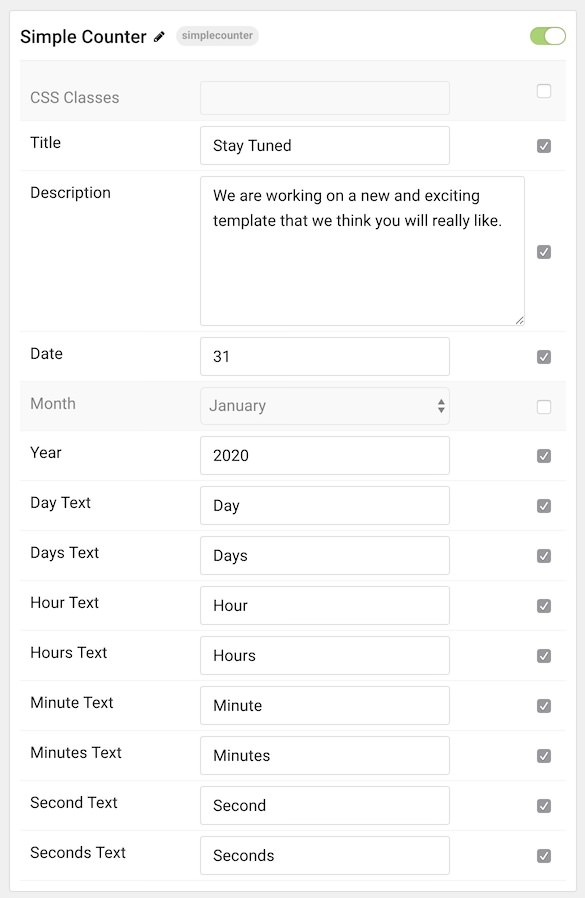 Simple Counter simplecounter
CSS Classes
Title Stay Tuned
Description We are working on a new and exciting
template that we think you will really like.
Date 31
Month January
Year 2020
Day Text Day
Days Text Days
Hour Text Hour
Hours Text Hours
Minute Text Minute
Minutes Text Minutes
Second Text Second
Seconds Text Seconds